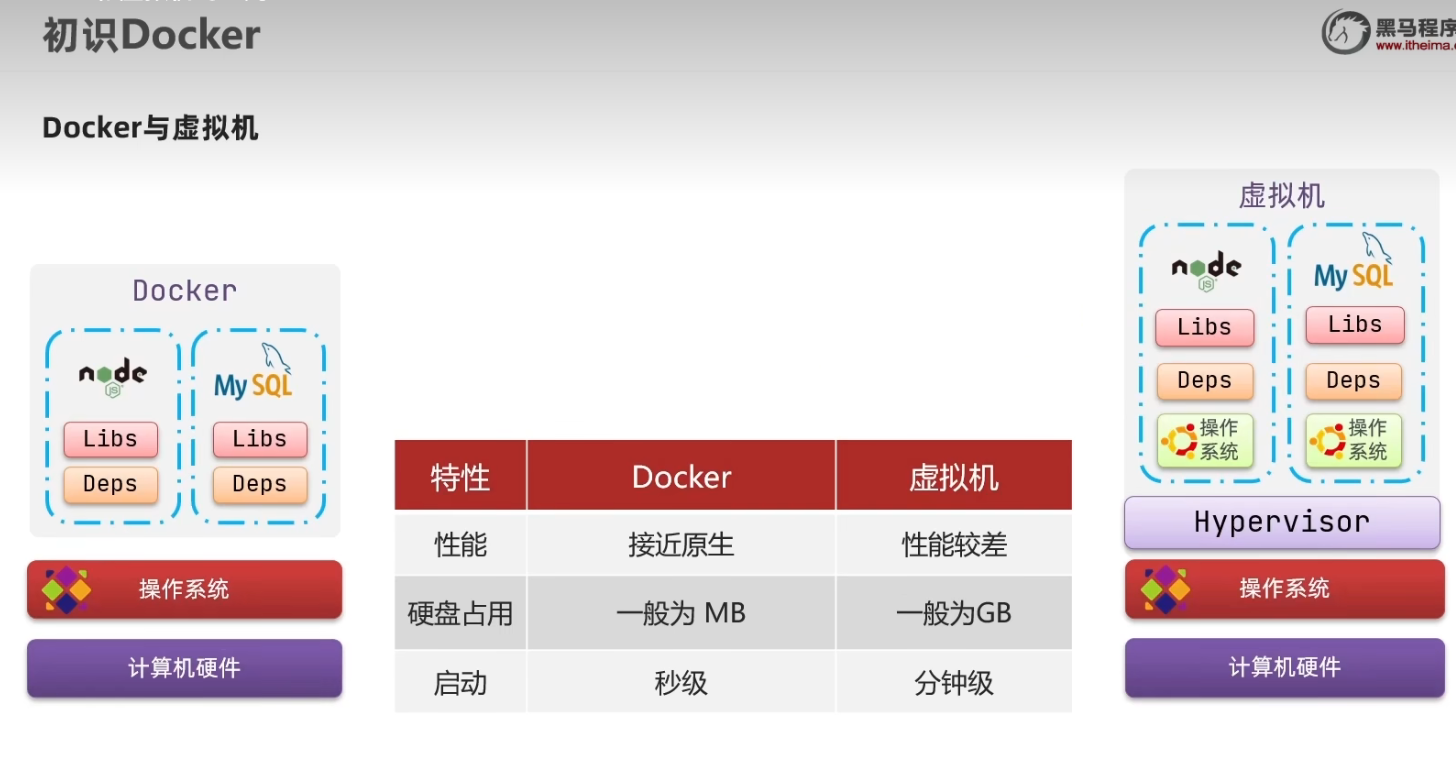 初识Docker
黑马程序
www.itheima.
Docker与虚拟机
Docker
node
JS
MySQL
Libs
Libs
Deps
Deps
操作系统
计算机硬件
特性 Docker 虚拟机
性能 接近原生 性能较差
硬盘占用 一般为 MB 一般为GB
启动 秒级 分钟级
虚拟机
node
JS
MySQL
Libs
Libs
Deps
Deps
操作
系统
操作
系统
Hypervisor
操作系统
计算机硬件